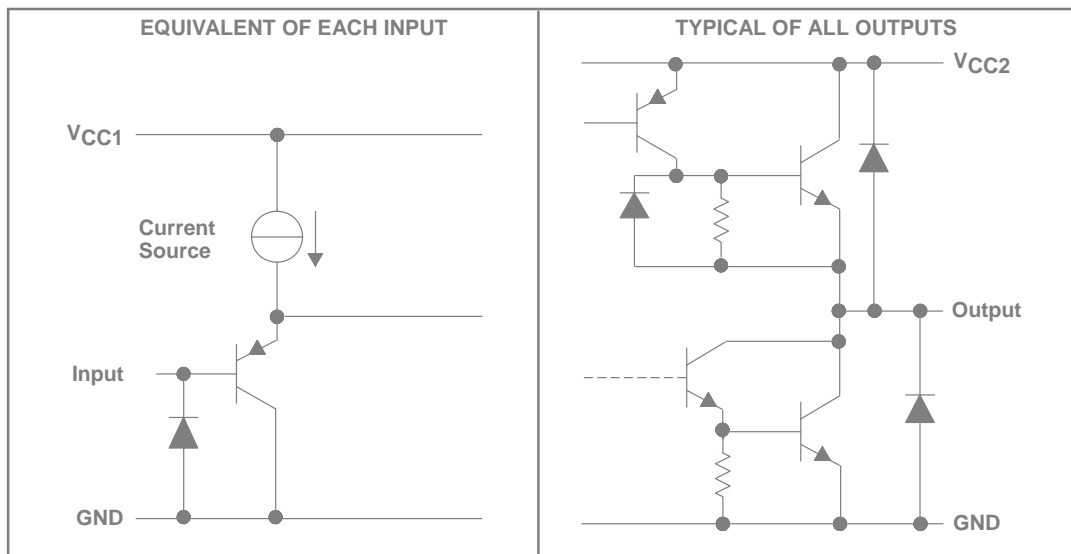 EQUIVALENT OF EACH INPUT
VCC1
Current
Source
Input
GND
TYPICAL OF ALL OUTPUTS
VCC2
Output
GND